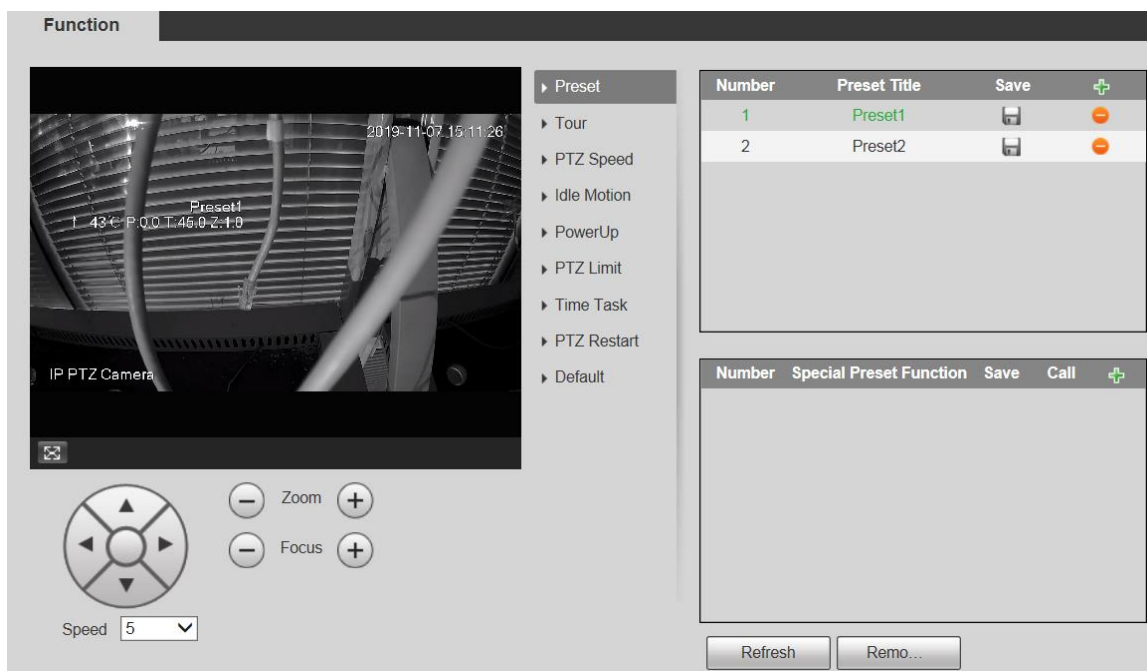 Function
2019-11-07 15:11:26
Preset1
43 C P:0.0 T:45.0 Z:1.0
IP PTZ Camera
Zoom
Focus
Speed 5
Preset
Tour
PTZ Speed
Idle Motion
PowerUp
PTZ Limit
Time Task
PTZ Restart
Default
Number Preset Title Save
1 Preset1
2 Preset2
Number Special Preset Function Save Call
Refresh Remo...